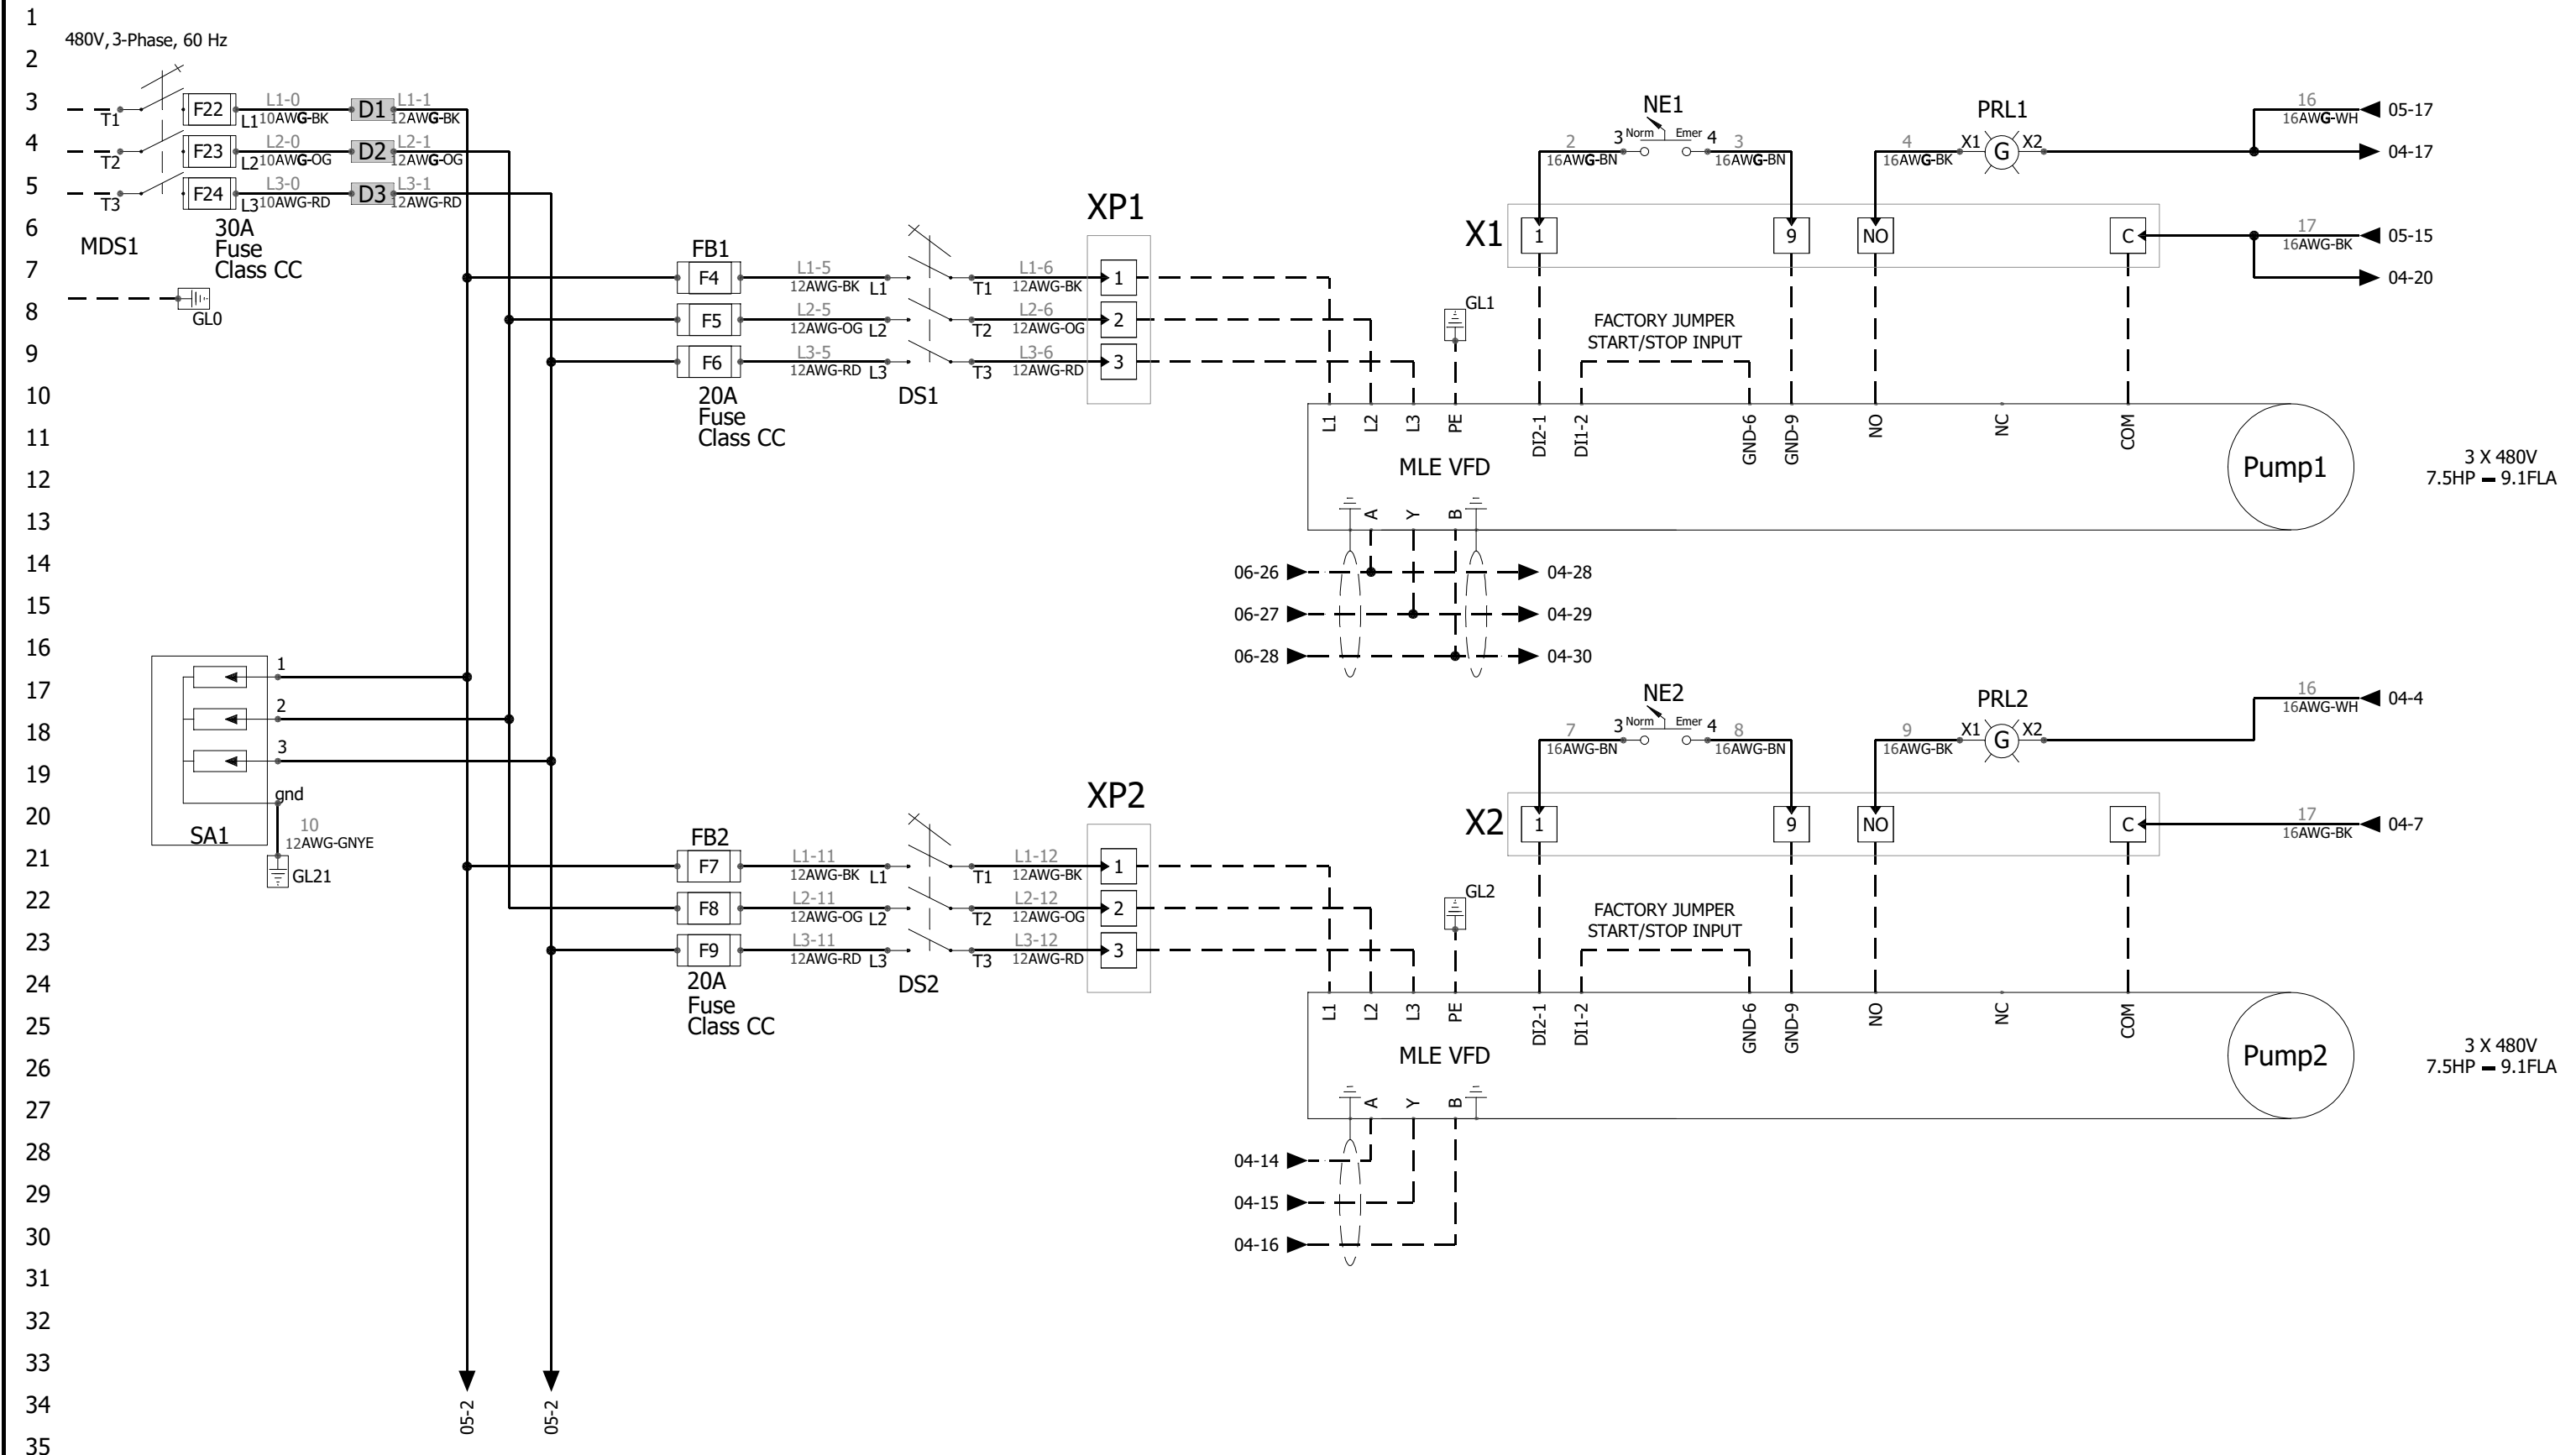 1
480V, 3-Phase, 60 Hz
2
3
T1
F22
L1
L1-0
10AWG-BK
D1
L1-1
12AWG-BK
4
T2
F23
L2
L2-0
10AWG-OG
D2
L2-1
12AWG-OG
5
T3
F24
L3
L3-0
10AWG-RD
D3
L3-1
12AWG-RD
MDS1
30A
Fuse
Class CC
GL0
6
7
8
9
10
11
12
13
14
15
16
17
18
19
20
21
22
23
24
25
26
27
28
29
30
31
32
33
34
35
FB1
F4
L1-5
12AWG-BK
L1
T1
L1-6
12AWG-BK
F5
L2-5
12AWG-OG
L2
T2
L2-6
12AWG-OG
F6
L3-5
12AWG-RD
L3
T3
L3-6
12AWG-RD
20A
Fuse
Class CC
DS1
XP1
1
2
3
NE1
2
16AWG-BN
3
Norm
Emer
4
3
16AWG-BN
PRL1
4
16AWG-BK
X1
G
X2
16
16AWG-WH
05-17
04-17
X1
1
9
NO
C
17
16AWG-BK
05-15
04-20
GL1
FACTORY JUMPER
START/STOP INPUT
L1
L2
L3
PE
DI2-1
DI1-2
GND-6
GND-9
NO
NC
COM
MLE VFD
Pump1
3 X 480V
7.5HP - 9.1FLA
A
Y
B
06-26
04-28
06-27
04-29
06-28
04-30
1
2
3
gnd
SA1
10
12AWG-GNYE
GL21
FB2
F7
L1-11
12AWG-BK
L1
T1
L1-12
12AWG-BK
F8
L2-11
12AWG-OG
L2
T2
L2-12
12AWG-OG
F9
L3-11
12AWG-RD
L3
T3
L3-12
12AWG-RD
20A
Fuse
Class CC
DS2
XP2
1
2
3
NE2
7
16AWG-BN
3
Norm
Emer
4
8
16AWG-BN
PRL2
9
16AWG-BK
X1
G
X2
16
16AWG-WH
04-4
X2
1
9
NO
C
17
16AWG-BK
04-7
GL2
FACTORY JUMPER
START/STOP INPUT
L1
L2
L3
PE
DI2-1
DI1-2
GND-6
GND-9
NO
NC
COM
MLE VFD
Pump2
3 X 480V
7.5HP - 9.1FLA
A
Y
B
04-14
04-15
04-16
05-2
05-2